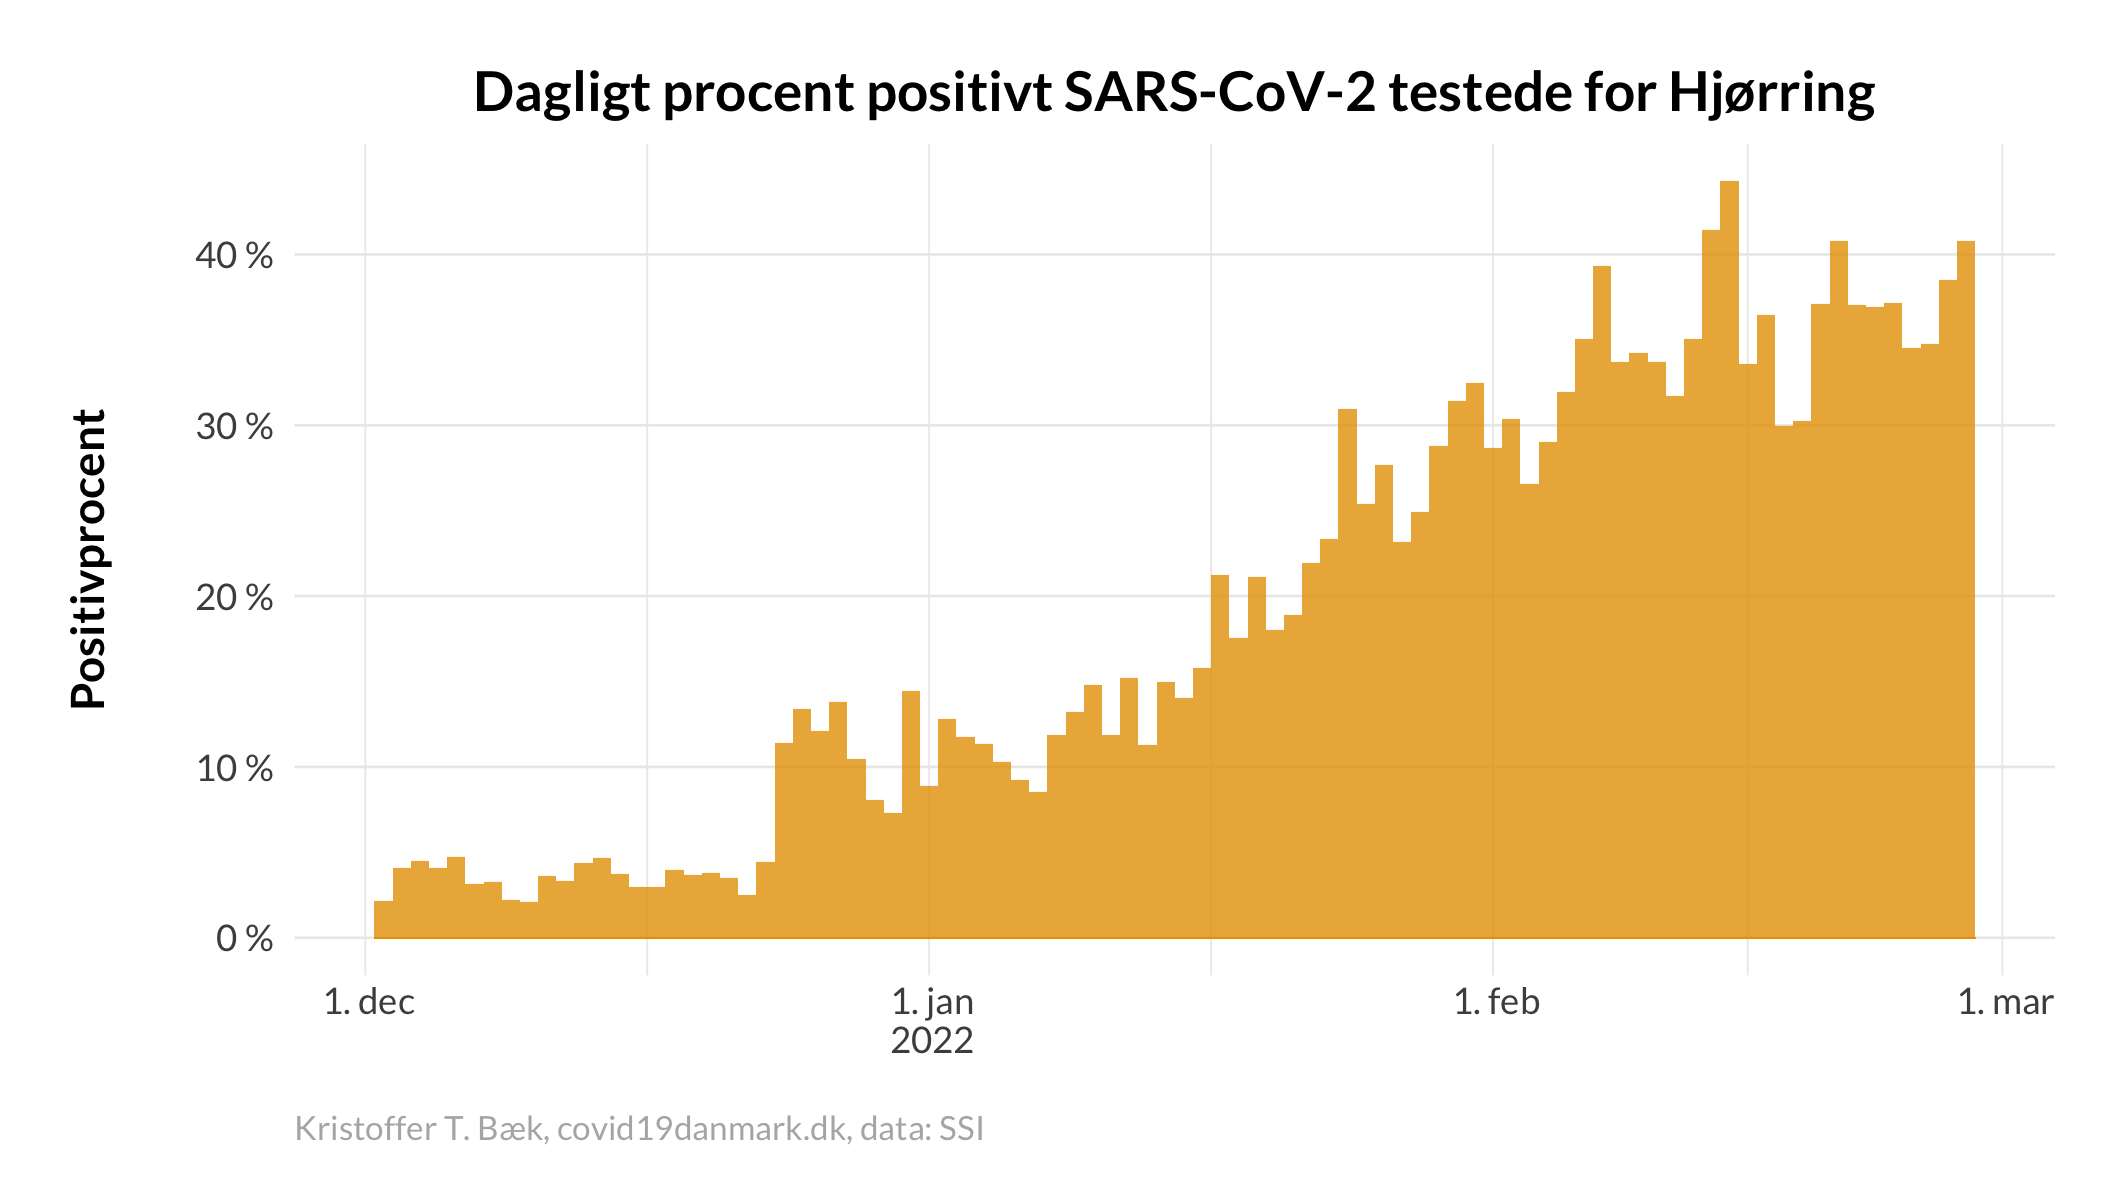 Dagligt procent positivt SARS-CoV-2 testede for Hjørring
Positivprocent
40 %
30 %
20 %
10 %
0 %
1. dec
1. jan
2022
1. feb
1. mar
Kristoffer T. Bæk, covid19danmark.dk, data: SSI